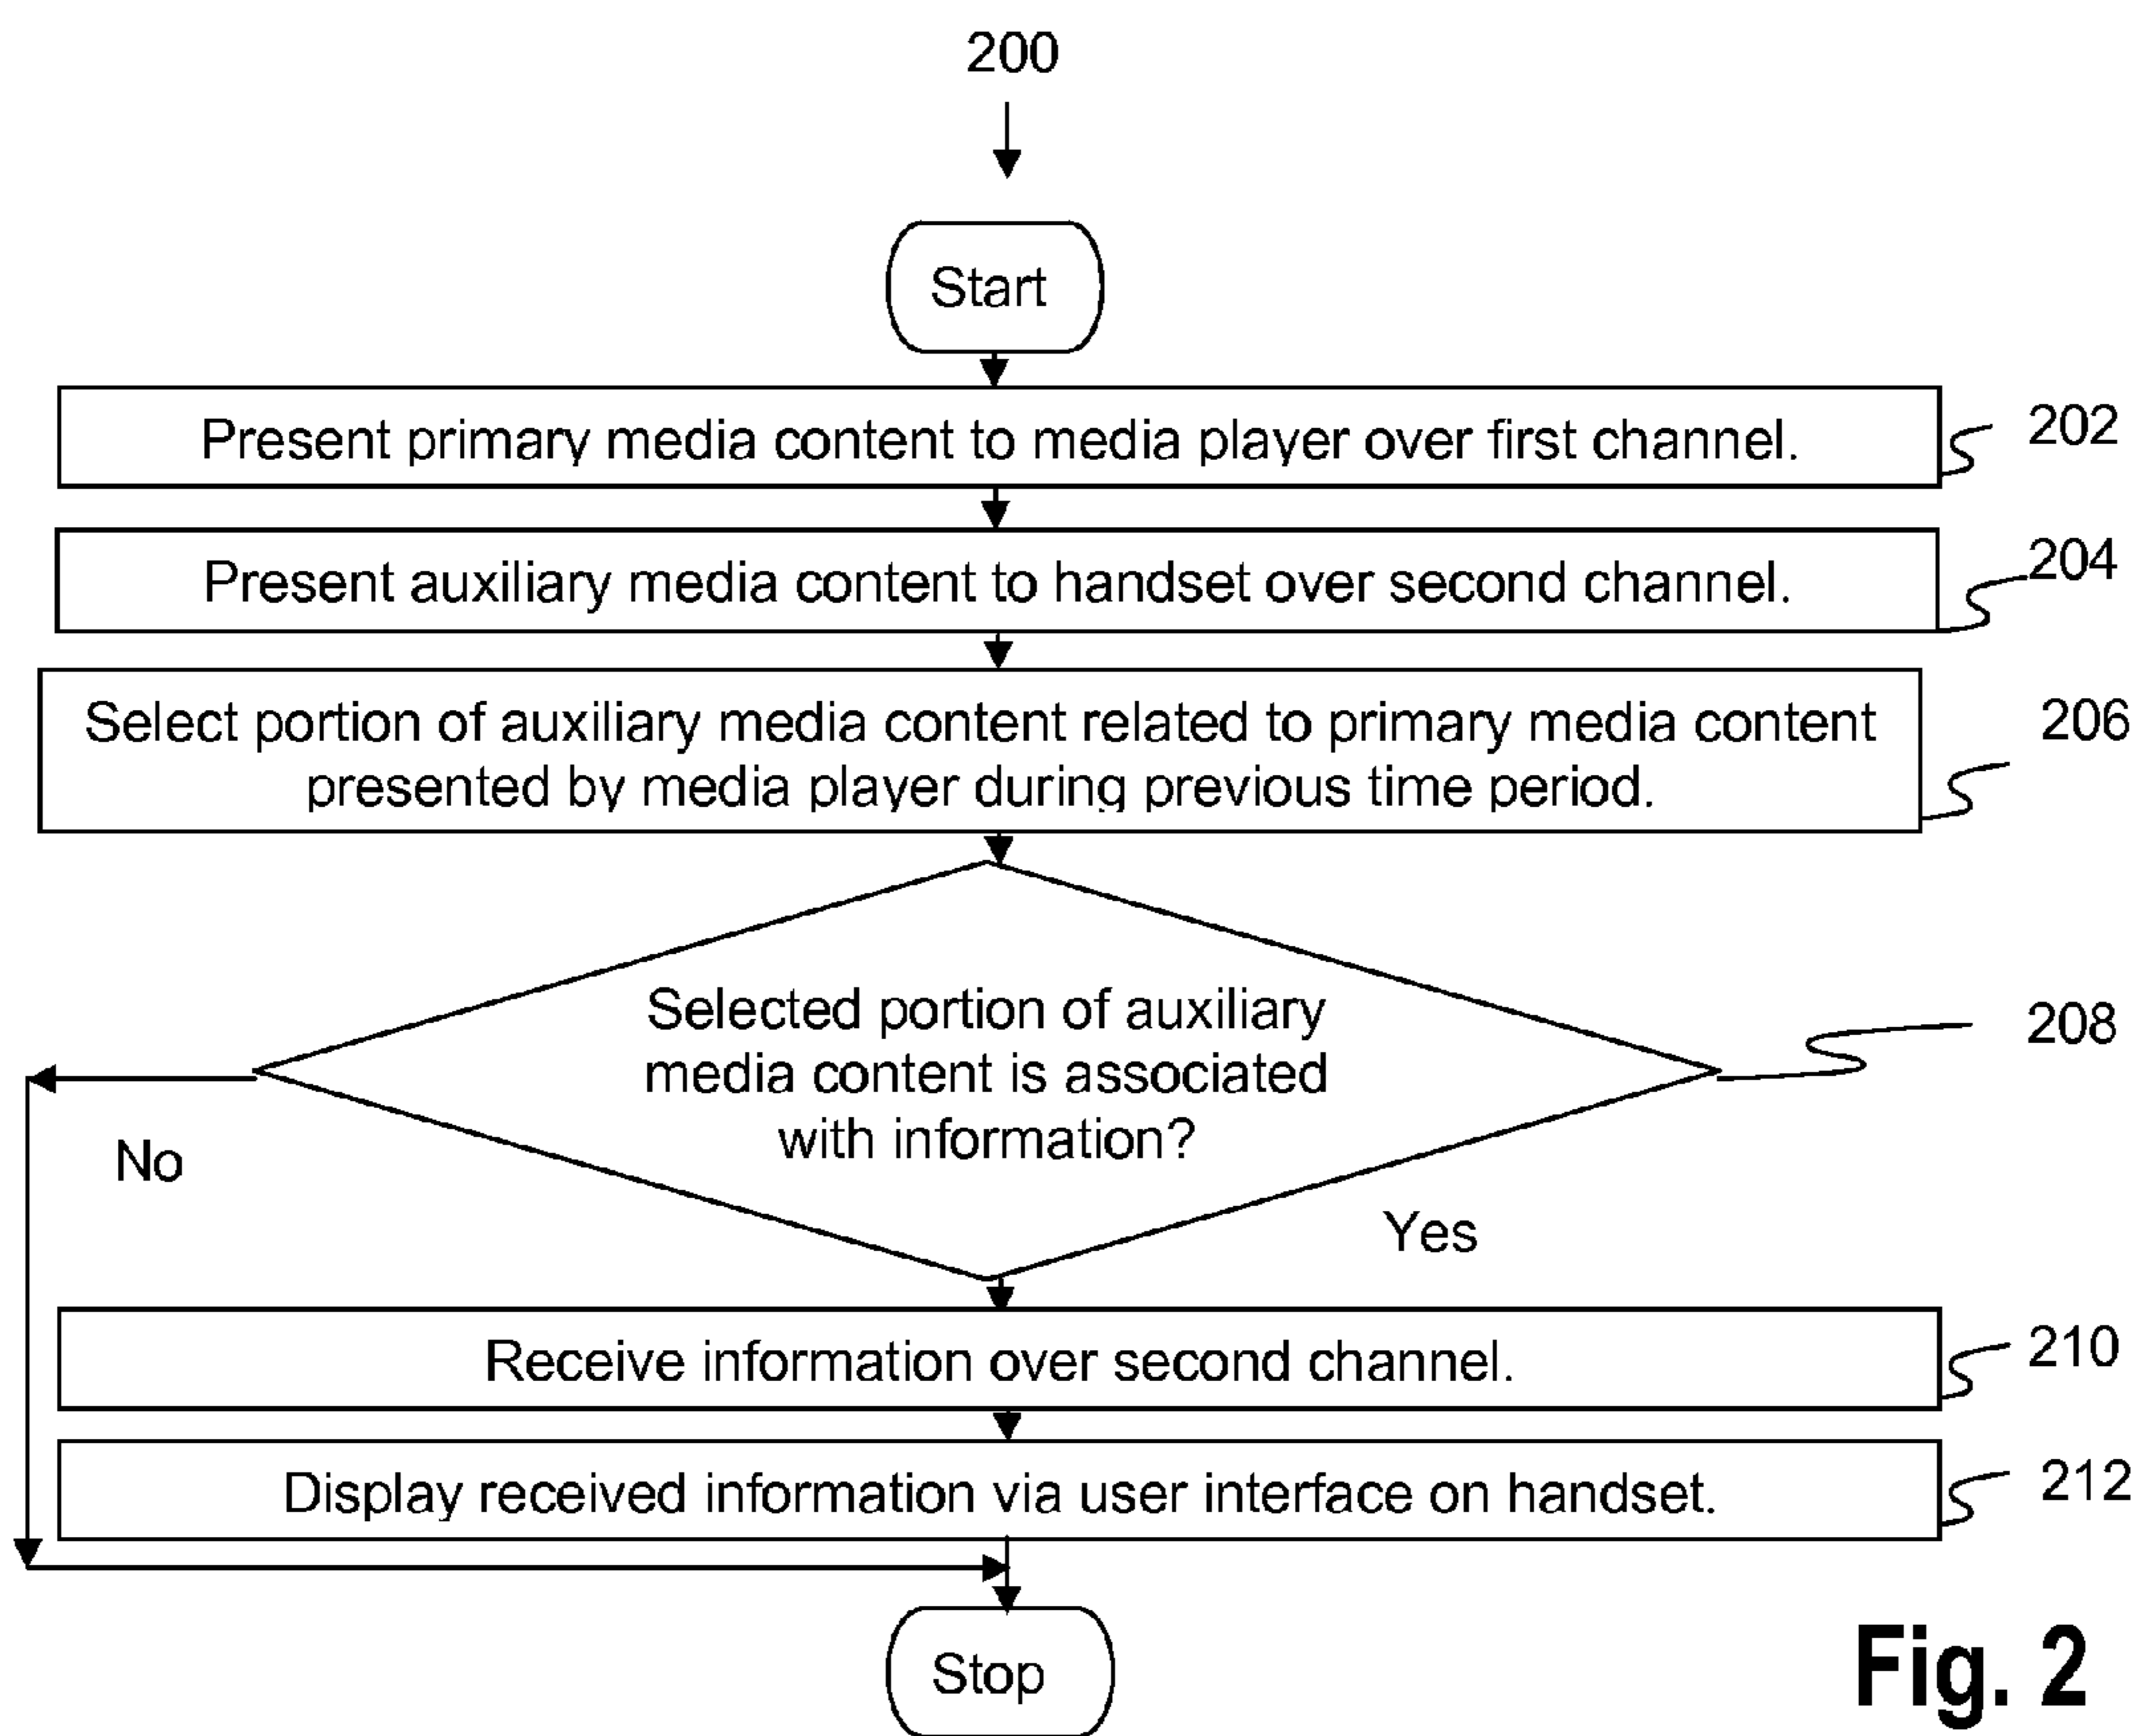 200
Start
Present primary media content to media player over first channel.
202
Present auxiliary media content to handset over second channel.
204
Select portion of auxiliary media content related to primary media content
presented by media player during previous time period.
206
Selected portion of auxiliary
media content is associated
with information?
208
No
Yes
Receive information over second channel.
210
Display received information via user interface on handset.
212
Stop
Fig. 2